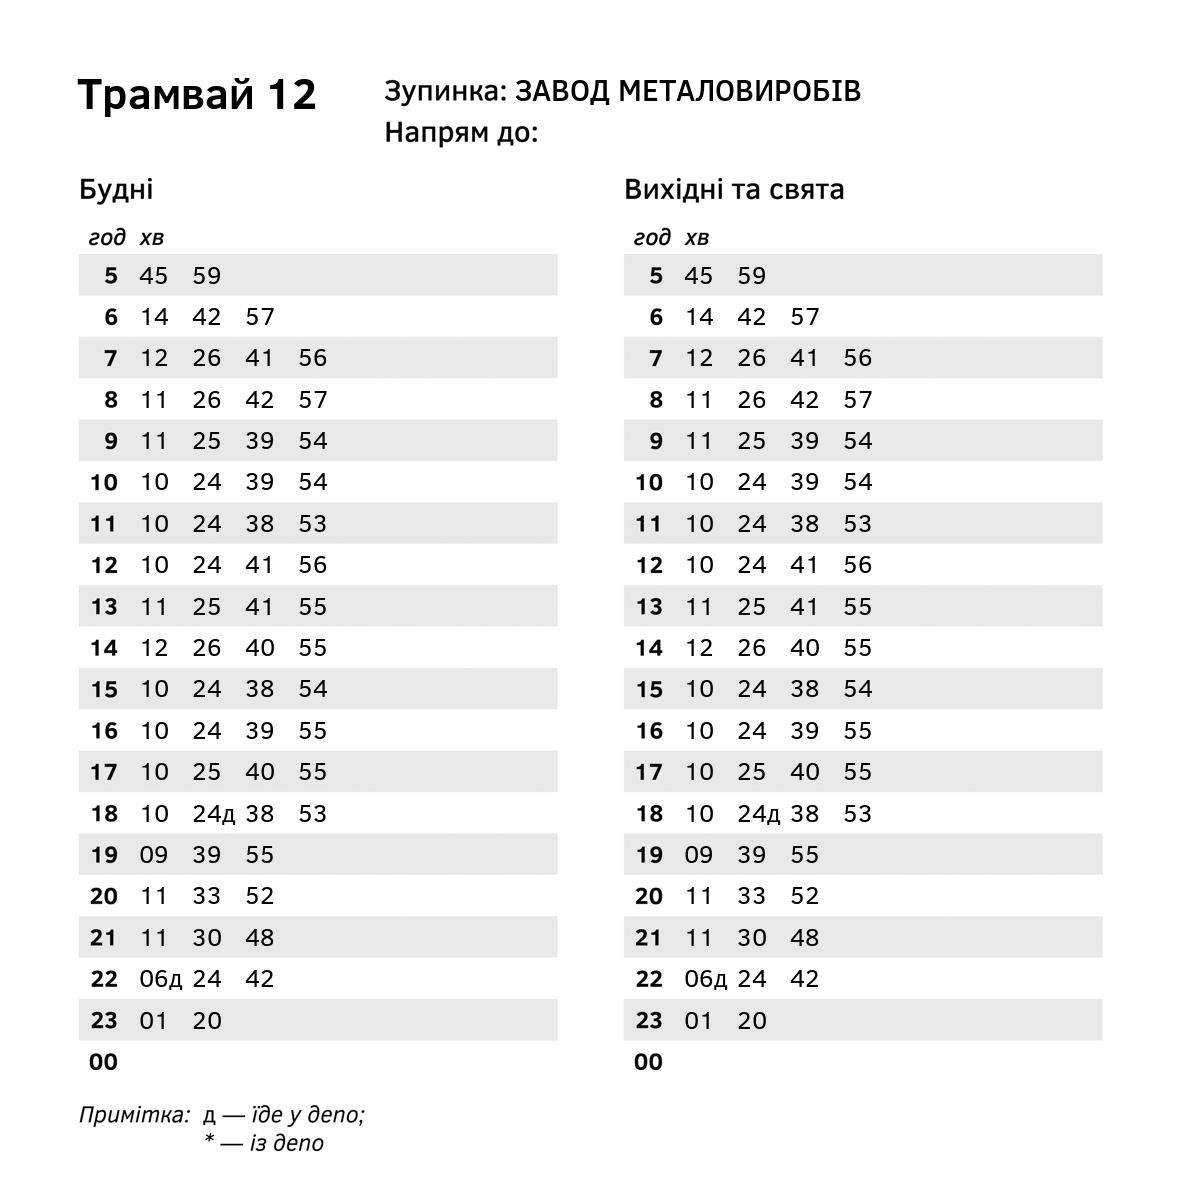 Трамвай 12
Зупинка: ЗАВОД МЕТАЛОВИРОБІВ
Напрям до:
Будні
год хв
5 45 59
6 14 42 57
7 12 26 41 56
8 11 26 42 57
9 11 25 39 54
10 10 24 39 54
11 10 24 38 53
12 10 24 41 56
13 11 25 41 55
14 12 26 40 55
15 10 24 38 54
16 10 24 39 55
17 10 25 40 55
18 10 24д 38 53
19 09 39 55
20 11 33 52
21 11 30 48
22 06д 24 42
23 01 20
00
Вихідні та свята
год хв
5 45 59
6 14 42 57
7 12 26 41 56
8 11 26 42 57
9 11 25 39 54
10 10 24 39 54
11 10 24 38 53
12 10 24 41 56
13 11 25 41 55
14 12 26 40 55
15 10 24 38 54
16 10 24 39 55
17 10 25 40 55
18 10 24д 38 53
19 09 39 55
20 11 33 52
21 11 30 48
22 06д 24 42
23 01 20
00
Примітка: д — їде у депо;
* — із депо